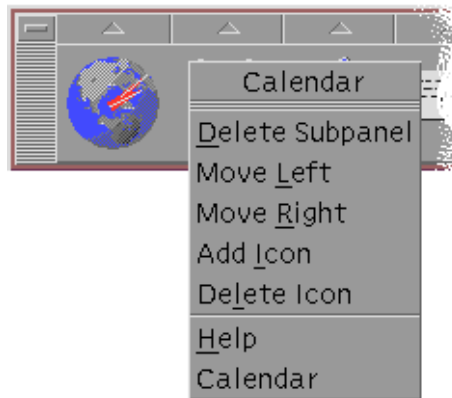 Calendar
Delete Subpanel
Move Left
Move Right
Add Icon
Delete Icon
Help
Calendar